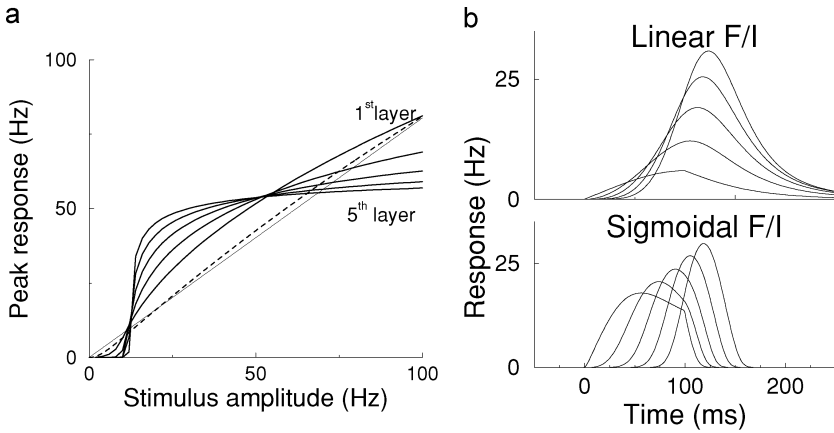 a
100
50
0
0
50
100
Peak response (Hz)
Stimulus amplitude (Hz)
1st layer
5th layer
b
Linear F/I
25
0
Sigmoidal F/I
25
0
0
100
200
Response (Hz)
Time (ms)